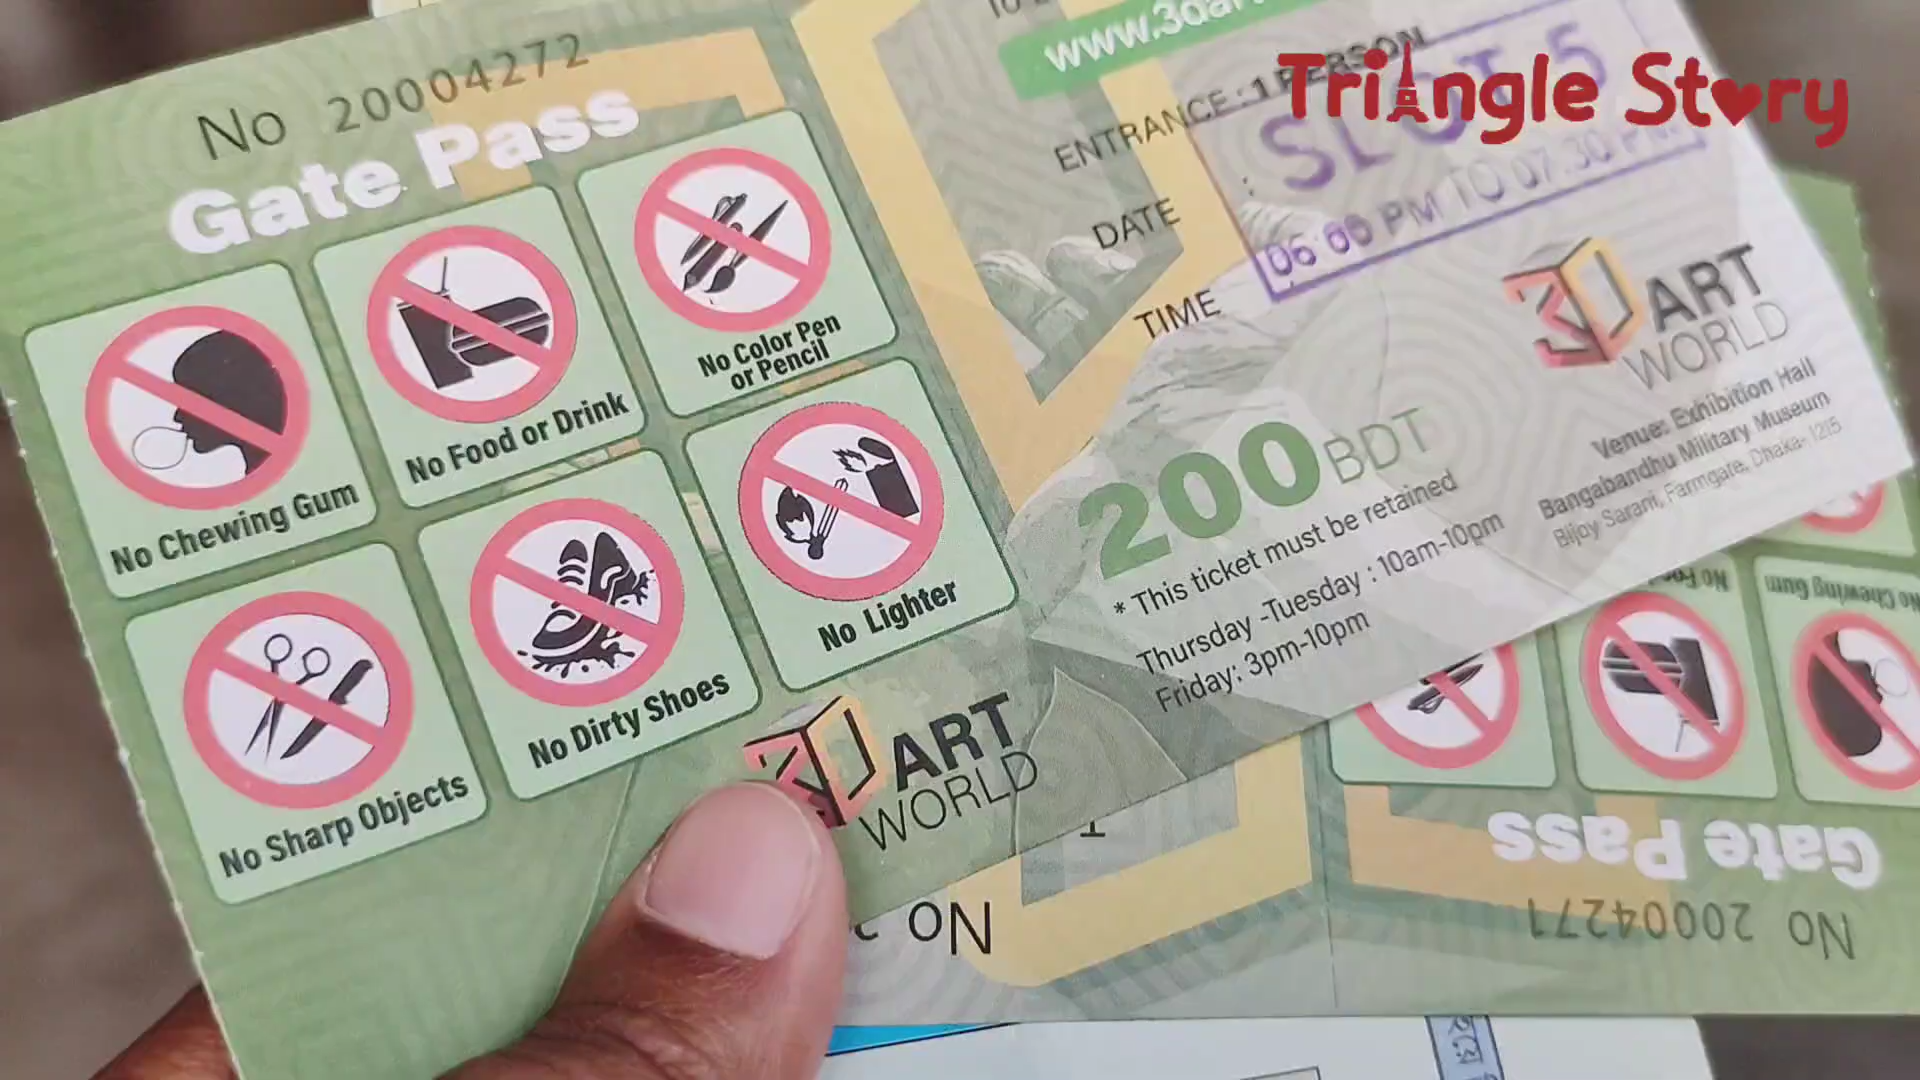 Triangle Story
No 20004272
Gate Pass
No Chewing Gum
No Food or Drink
No Color Pen
or Pencil
No Sharp Objects
No Dirty Shoes
No Lighter
3D ART
WORLD
www.3dar
ENTRANCE : 1 PERSON
DATE :
TIME
SLOT 5
06:00 PM TO 07.30 PM
3D ART
WORLD
Venue: Exhibition Hall
Bangabandhu Military Museum
Bijoy Sarani, Farmgate, Dhaka-1215
200 BDT
* This ticket must be retained
Thursday -Tuesday : 10am-10pm
Friday: 3pm-10pm
No
No Chewing Gum
Gate Pass
No 20004271